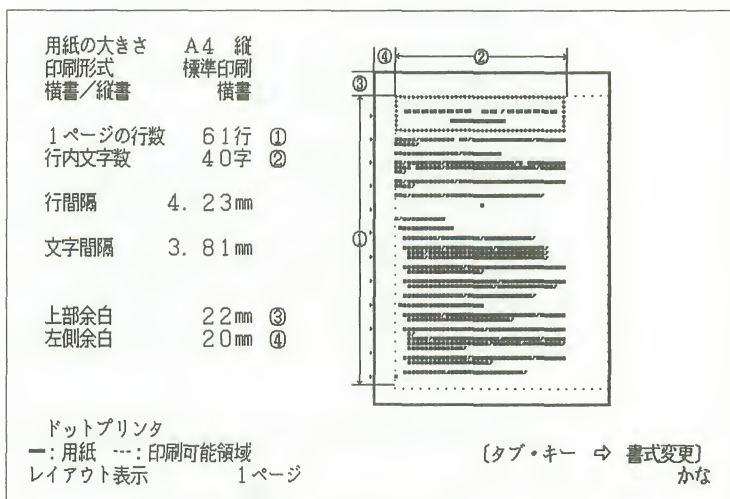 用紙の大きさ　Ａ４　縦
印刷形式　標準印刷
横書／縦書　横書
１ページの行数　６１行　①
行内文字数　４０字　②
行間隔　４．２３㎜
文字間隔　３．８１㎜
上部余白　２２㎜　③
左側余白　２０㎜　④
④　②
③
①
ドットプリンタ
━：用紙　┅：印刷可能領域
〔タブ・キー　⇨　書式変更〕
レイアウト表示　１ページ　かな